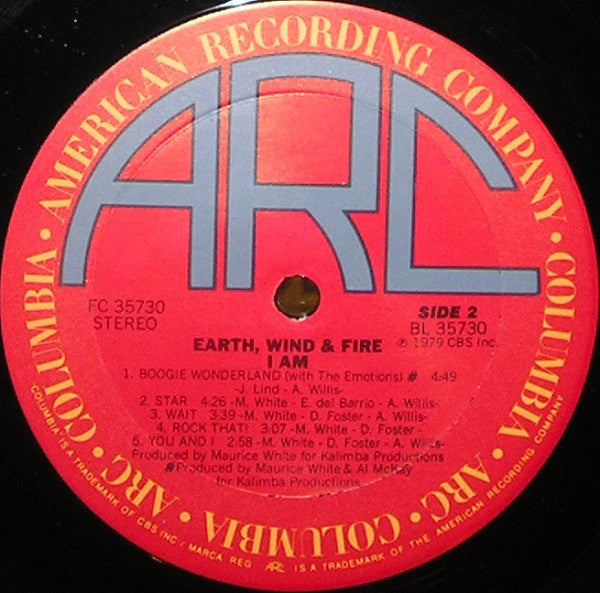 AMERICAN RECORDING COMPANY • COLUMBIA • ARC • COLUMBIA • ARC • COLUMBIA •
ARC
FC 35730
STEREO
SIDE 2
BL 35730
℗ 1979 CBS Inc.
EARTH, WIND & FIRE
I AM
1. BOOGIE WONDERLAND (with The Emotions) # 4:49
-J. Lind - A. Willis-
2. STAR 4:26 -M. White - E. del Barrio - A. Willis-
3. WAIT 3:39 -M. White - D. Foster - A. Willis-
4. ROCK THAT! 3:07 -M. White - D. Foster-
5. YOU AND I 2:58 -M. White - D. Foster - A. Willis-
Produced by Maurice White for Kalimba Productions
#Produced by Maurice White & Al McKay
for Kalimba Productions
COLUMBIA IS A TRADEMARK OF CBS INC / MARCA REG ARC IS A TRADEMARK OF THE AMERICAN RECORDING COMPANY